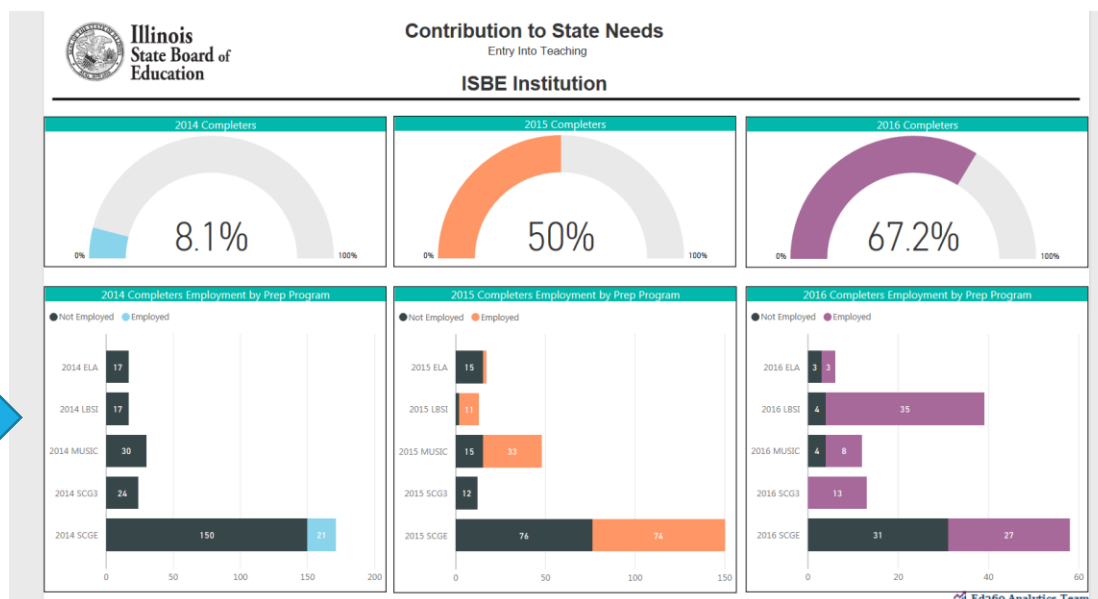 Illinois
State Board of
Education
Contribution to State Needs
Entry Into Teaching
ISBE Institution
2014 Completers
8.1%
0%
100%
2015 Completers
50%
0%
100%
2016 Completers
67.2%
0%
100%
2014 Completers Employment by Prep Program
Not Employed Employed
2014 ELA 17
2014 LBSI 17
2014 MUSIC 30
2014 SCG3 24
2014 SCGE 150 21
0 50 100 150 200
2015 Completers Employment by Prep Program
Not Employed Employed
2015 ELA 15
2015 LBSI 11
2015 MUSIC 15 33
2015 SCG3 12
2015 SCGE 76 74
0 50 100 150
2016 Completers Employment by Prep Program
Not Employed Employed
2016 ELA 3 3
2016 LBSI 4 35
2016 MUSIC 4 8
2016 SCG3 13
2016 SCGE 31 27
0 20 40 60
Ed360 Analytics Team